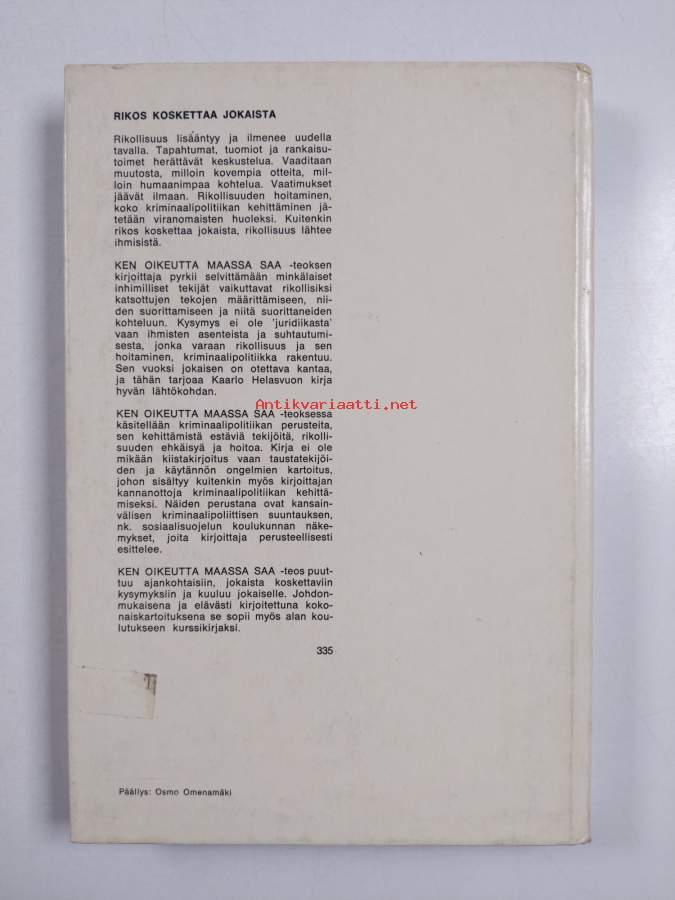 RIKOS KOSKETTAA JOKAISTA
Rikollisuus lisääntyy ja ilmenee uudella
tavalla. Tapahtumat, tuomiot ja rankaisu-
toimet herättävät keskustelua. Vaaditaan
muutosta, milloin kovempia otteita, mil-
loin humaanimpaa kohtelua. Vaatimukset
jäävät ilmaan. Rikollisuuden hoitaminen,
koko kriminaalipolitiikan kehittäminen jä-
tetään viranomaisten huoleksi. Kuitenkin
rikos koskettaa jokaista, rikollisuus lähtee
ihmisistä.
KEN OIKEUTTA MAASSA SAA -teoksen
kirjoittaja pyrkii selvittämään minkälaiset
inhimilliset tekijät vaikuttavat rikollisiksi
katsottujen tekojen määrittämiseen, nii-
den suorittamiseen ja niitä suorittaneiden
kohteluun. Kysymys ei ole 'juridiikasta'
vaan ihmisten asenteista ja suhtautumi-
sesta, jonka varaan rikollisuus ja sen
hoitaminen, kriminaalipolitiikka rakentuu.
Sen vuoksi jokaisen on otettava kantaa,
ja tähän tarjoaa Kaarlo Helasvuon kirja
hyvän lähtökohdan.
Antikvariaatti.net
KEN OIKEUTTA MAASSA SAA -teoksessa
käsitellään kriminaalipolitiikan perusteita,
sen kehittämistä estäviä tekijöitä, rikolli-
suuden ehkäisyä ja hoitoa. Kirja ei ole
mikään kiistakirjoitus vaan taustatekijöi-
den ja käytännön ongelmien kartoitus,
johon sisältyy kuitenkin myös kirjoittajan
kannanottoja kriminaalipolitiikan kehittä-
miseksi. Näiden perustana ovat kansain-
välisen kriminaalipoliittisen suuntauksen,
nk. sosiaalisuojelun koulukunnan näke-
mykset, joita kirjoittaja perusteellisesti
esittelee.
KEN OIKEUTTA MAASSA SAA -teos puut-
tuu ajankohtaisiin, jokaista koskettaviin
kysymyksiin ja kuuluu jokaiselle. Johdon-
mukaisena ja elävästi kirjoitettuna koko-
naiskartoituksena se sopii myös alan kou-
lutukseen kurssikirjaksi.
335
T
Päällys: Osmo Omenamäki